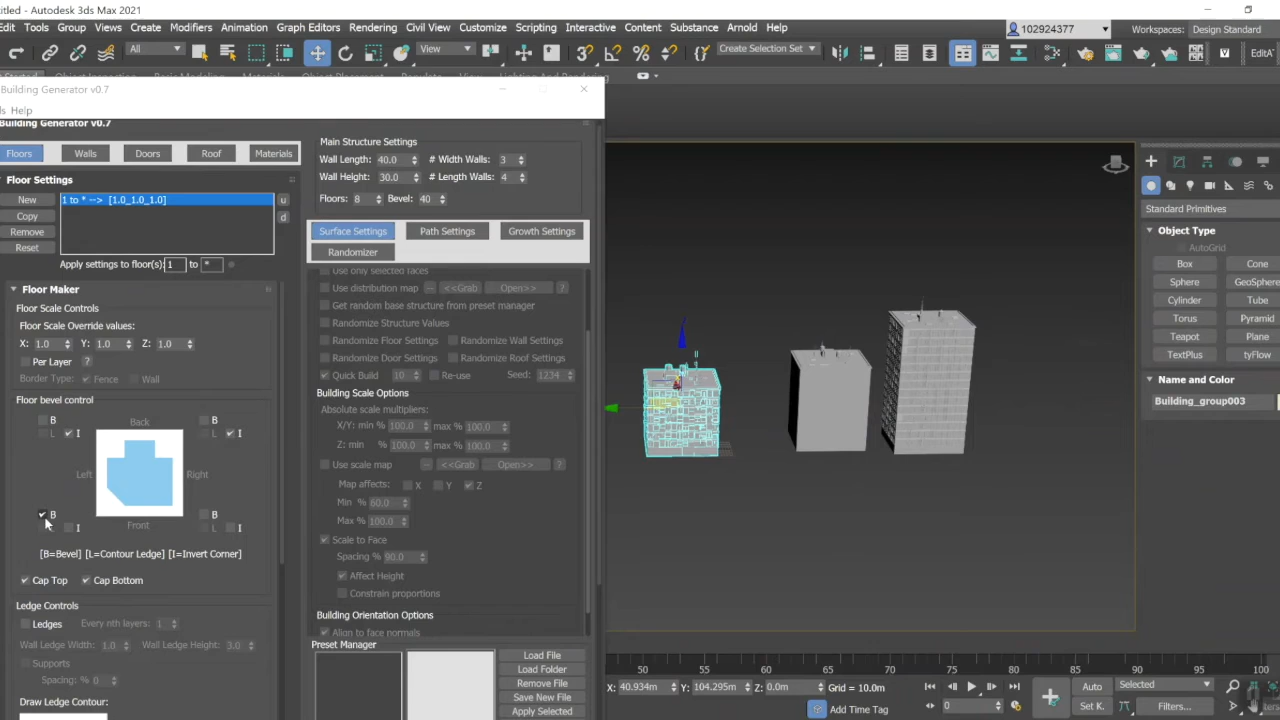 ntitled - Autodesk 3ds Max 2021
Edit Tools Group Views Create Modifiers Animation Graph Editors Rendering Civil View Customize Scripting Interactive Content Substance Arnold Help
102924377
Workspaces: Design Standard
All
View
Create Selection Set
EditA
Building Generator v0.7
ls Help
Building Generator v0.7
Floors Walls Doors Roof Materials
Floor Settings
New
Copy
Remove
Reset
1 to * --> [1.0_1.0_1.0]
u
d
Apply settings to floor(s): 1 to *
Floor Maker
Floor Scale Controls
Floor Scale Override values:
X: 1.0 Y: 1.0 Z: 1.0
Per Layer ?
Border Type: Fence Wall
Floor bevel control
B Back B
L I L I
Left Right
B B
Front
I L I
[B=Bevel] [L=Contour Ledge] [I=Invert Corner]
Cap Top Cap Bottom
Ledge Controls
Ledges Every nth layers: 1
Wall Ledge Width: 1.0 Wall Ledge Height: 3.0
Supports
Spacing: % 0
Draw Ledge Contour:
Main Structure Settings
Wall Length: 40.0 # Width Walls: 3
Wall Height: 30.0 # Length Walls: 4
Floors: 8 Bevel: 40
Surface Settings Path Settings Growth Settings
Randomizer
Use only selected faces
Use distribution map -- <<Grab Open>> ?
Get random base structure from preset manager
Randomize Structure Values
Randomize Floor Settings Randomize Wall Settings
Randomize Door Settings Randomize Roof Settings
Quick Build 10 Re-use Seed: 1234
Building Scale Options
Absolute scale multipliers:
X/Y: min % 100.0 max % 100.0
Z: min % 100.0 max % 100.0
Use scale map -- <<Grab Open>> ?
Map affects: X Y Z
Min % 60.0
Max % 100.0
Scale to Face
Spacing % 90.0
Affect Height
Constrain proportions
Building Orientation Options
Align to face normals
Preset Manager
Load File
Load Folder
Remove File
Save New File
Apply Selected
Standard Primitives
Object Type
AutoGrid
Box Cone
Sphere GeoSphere
Cylinder Tube
Torus Pyramid
Teapot Plane
TextPlus tyFlow
Name and Color
Building_group003
50 55 60 65 70 75 80 85 90 95 100
X: 40.934m Y: 104.295m Z: 0.0m Grid = 10.0m
Add Time Tag
Auto Selected
Set K. Filters...
0